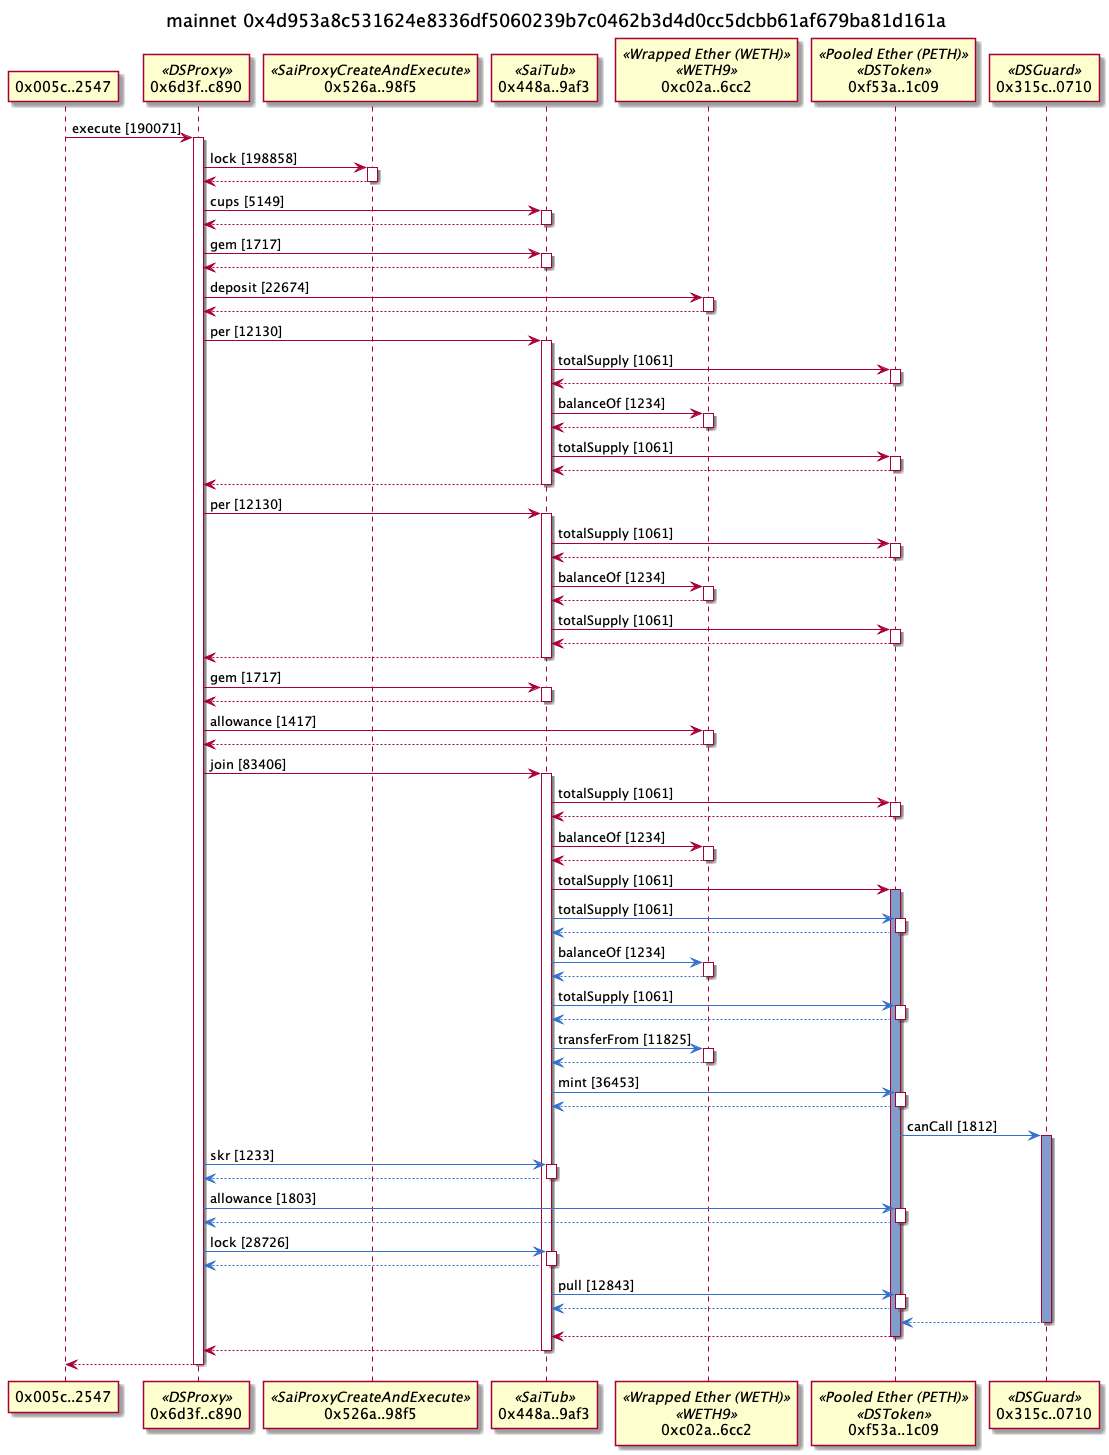 mainnet 0x4d953a8c531624e8336df5060239b7c0462b3d4d0cc5dcbb61af679ba81d161a
0x005c..2547
«DSProxy»
0x6d3f..c890
«SaiProxyCreateAndExecute»
0x526a..98f5
«SaiTub»
0x448a..9af3
«Wrapped Ether (WETH)»
«WETH9»
0xc02a..6cc2
«Pooled Ether (PETH)»
«DSToken»
0xf53a..1c09
«DSGuard»
0x315c..0710
execute [190071]
lock [198858]
cups [5149]
gem [1717]
deposit [22674]
per [12130]
totalSupply [1061]
balanceOf [1234]
totalSupply [1061]
per [12130]
totalSupply [1061]
balanceOf [1234]
totalSupply [1061]
gem [1717]
allowance [1417]
join [83406]
totalSupply [1061]
balanceOf [1234]
totalSupply [1061]
totalSupply [1061]
balanceOf [1234]
totalSupply [1061]
transferFrom [11825]
mint [36453]
canCall [1812]
skr [1233]
allowance [1803]
lock [28726]
pull [12843]
0x005c..2547
«DSProxy»
0x6d3f..c890
«SaiProxyCreateAndExecute»
0x526a..98f5
«SaiTub»
0x448a..9af3
«Wrapped Ether (WETH)»
«WETH9»
0xc02a..6cc2
«Pooled Ether (PETH)»
«DSToken»
0xf53a..1c09
«DSGuard»
0x315c..0710